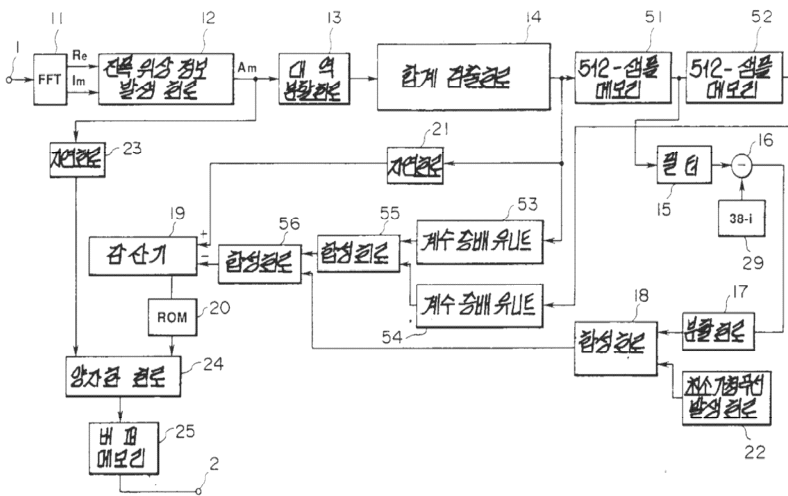 11
12
13
14
51
52
1
FFT
Re
Im
진폭 위상 정보
발생 회로
Am
대 역
분할회로
합계 검출회로
512-샘플
메모리
512-샘플
메모리
21
지연회로
23
지연회로
필 터
15
16
−
38-i
29
19
감산기
+
−
56
합성회로
55
합성회로
53
계수 승배 유니트
계수 승배 유니트
54
18
합성회로
17
분할회로
ROM
20
양자화 회로
24
최소가청곡선
발생 회로
22
버 퍼
메모리
25
2